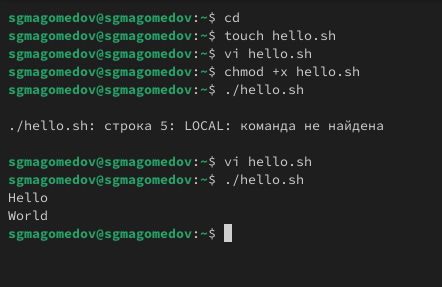 sgmagomedov@sgmagomedov:~$ cd
sgmagomedov@sgmagomedov:~$ touch hello.sh
sgmagomedov@sgmagomedov:~$ vi hello.sh
sgmagomedov@sgmagomedov:~$ chmod +x hello.sh
sgmagomedov@sgmagomedov:~$ ./hello.sh
./hello.sh: строка 5: LOCAL: команда не найдена
sgmagomedov@sgmagomedov:~$ vi hello.sh
sgmagomedov@sgmagomedov:~$ ./hello.sh
Hello
World
sgmagomedov@sgmagomedov:~$